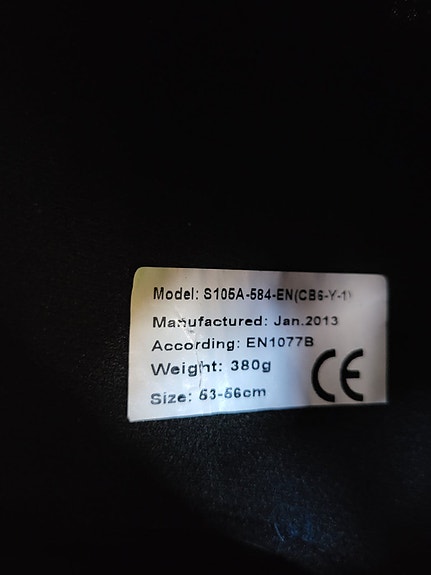 Model: S105A-584-EN(CB6-Y-1)
Manufactured: Jan.2013
According: EN1077B
Weight: 380g
Size: 53-56cm
CE